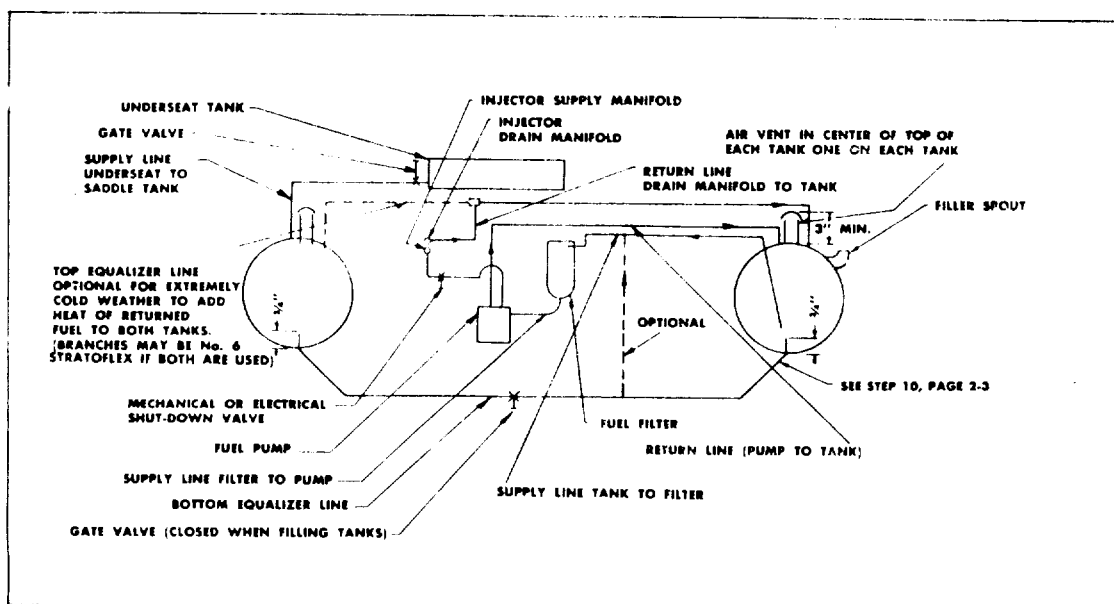 UNDERSEAT TANK
GATE VALVE
SUPPLY LINE
UNDERSEAT TO
SADDLE TANK
INJECTOR SUPPLY MANIFOLD
INJECTOR
DRAIN MANIFOLD
RETURN LINE
DRAIN MANIFOLD TO TANK
AIR VENT IN CENTER OF TOP OF
EACH TANK ONE ON EACH TANK
FILLER SPOUT
3" MIN.
TOP EQUALIZER LINE
OPTIONAL FOR EXTREMELY
COLD WEATHER TO ADD
HEAT OF RETURNED
FUEL TO BOTH TANKS.
(BRANCHES MAY BE No. 6
STRATOFLEX IF BOTH ARE USED)
3/4"
3/4"
OPTIONAL
SEE STEP 10, PAGE 2-3
MECHANICAL OR ELECTRICAL
SHUT-DOWN VALVE
FUEL PUMP
SUPPLY LINE FILTER TO PUMP
BOTTOM EQUALIZER LINE
GATE VALVE (CLOSED WHEN FILLING TANKS)
FUEL FILTER
RETURN LINE (PUMP TO TANK)
SUPPLY LINE TANK TO FILTER